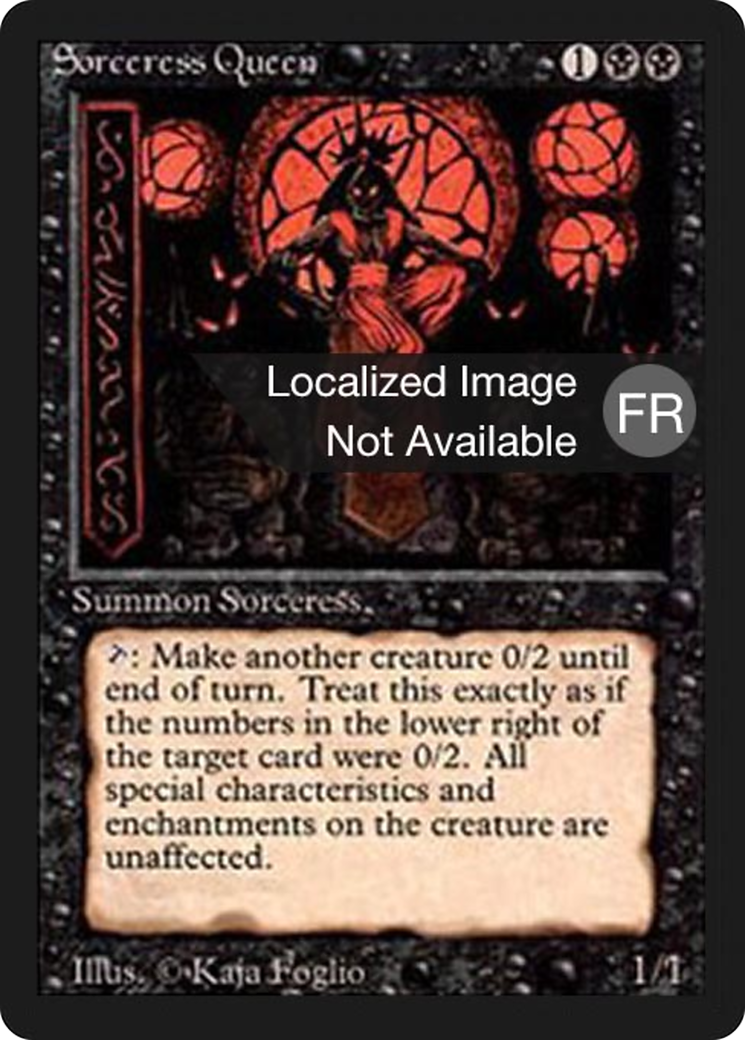 Sorceress Queen 1
Localized Image
Not Available
FR
Summon Sorceress
: Make another creature 0/2 until
end of turn. Treat this exactly as if
the numbers in the lower right of
the target card were 0/2. All
special characteristics and
enchantments on the creature are
unaffected.
Illus. © Kaja Foglio 1/1